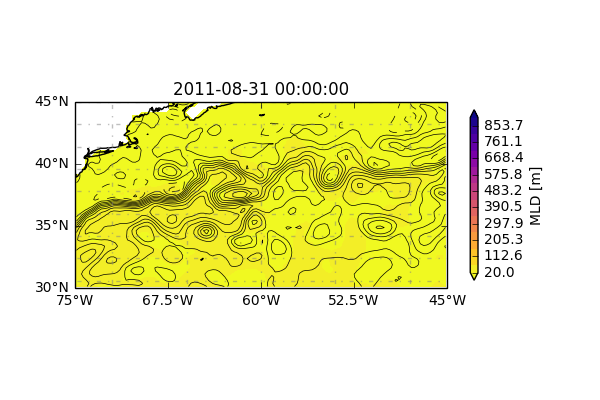 2011-08-31 00:00:00
45°N
40°N
35°N
30°N
75°W
67.5°W
60°W
52.5°W
45°W
853.7
761.1
668.4
575.8
483.2
390.5
297.9
205.3
112.6
20.0
MLD [m]